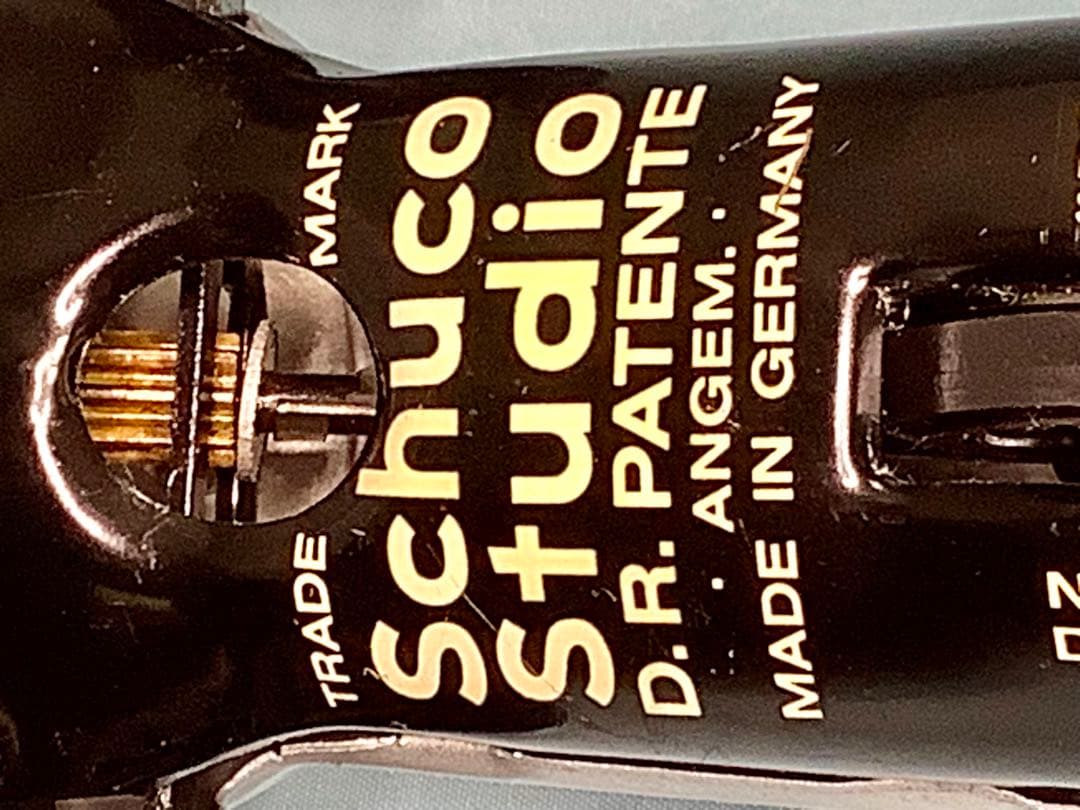 TRADE MARK
Schuco
Studio
D. R. PATENTE
. ANGEM. .
MADE IN GERMANY